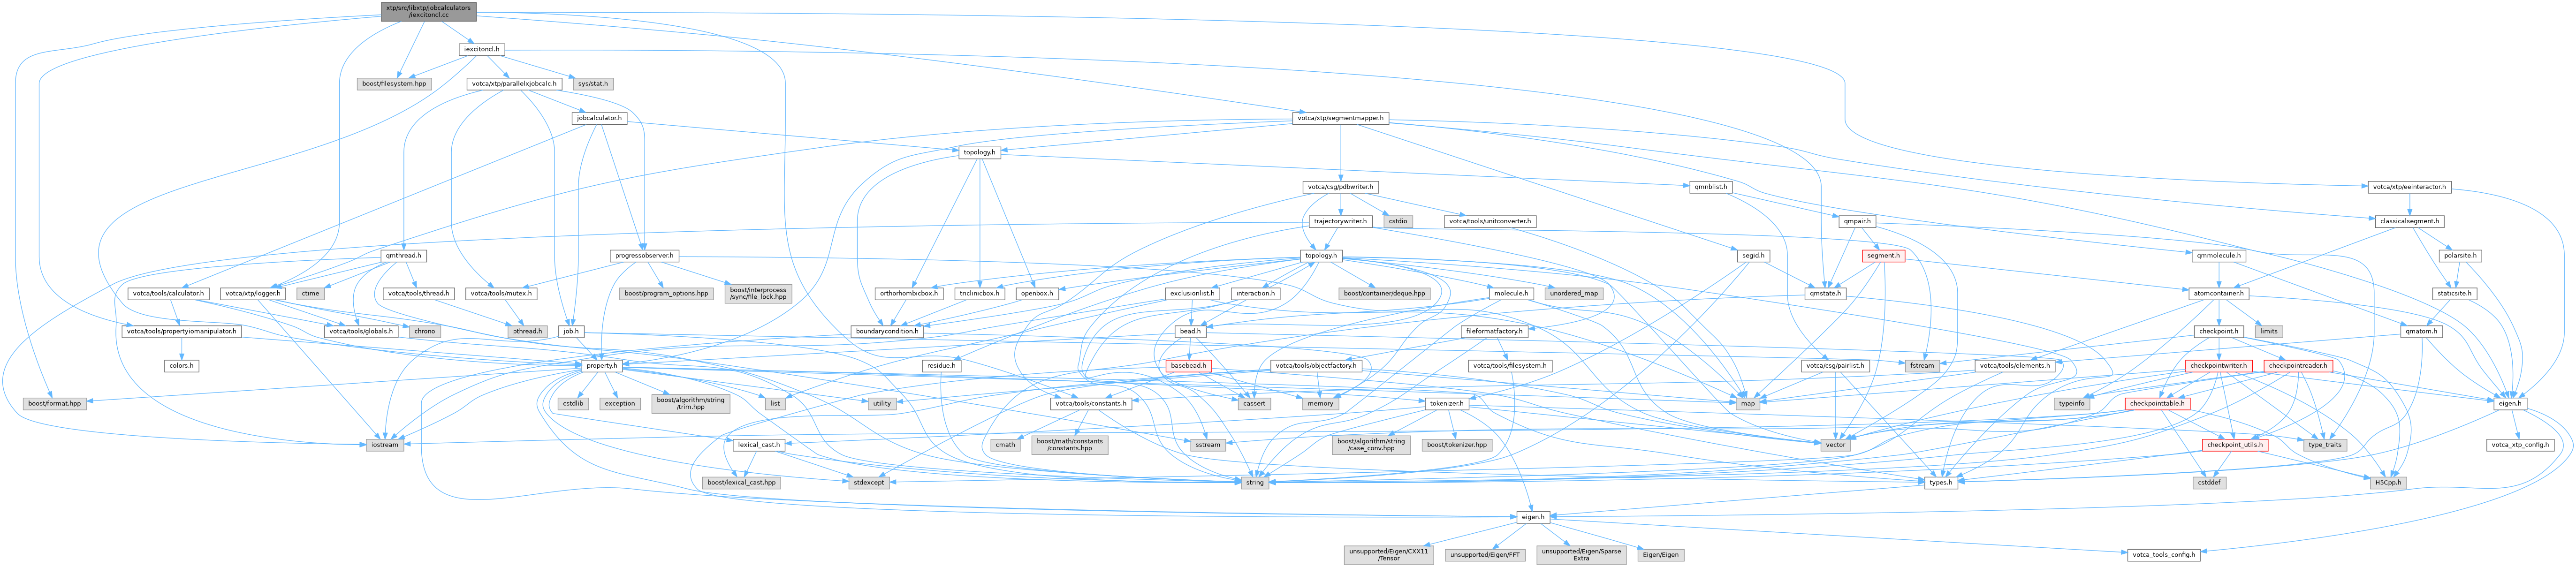 xtp/src/libxtp/jobcalculators
/iexcitoncl.cc
iexcitoncl.h
boost/filesystem.hpp
votca/xtp/parallelxjobcalc.h
sys/stat.h
jobcalculator.h
votca/xtp/segmentmapper.h
topology.h
votca/csg/pdbwriter.h
qmnblist.h
votca/xtp/eeinteractor.h
trajectorywriter.h
cstdio
votca/tools/unitconverter.h
qmpair.h
classicalsegment.h
qmthread.h
progressobserver.h
topology.h
segid.h
segment.h
qmmolecule.h
polarsite.h
votca/tools/calculator.h
votca/xtp/logger.h
ctime
votca/tools/thread.h
votca/tools/mutex.h
boost/program_options.hpp
boost/interprocess
/sync/file_lock.hpp
orthorhombicbox.h
triclinicbox.h
openbox.h
exclusionlist.h
interaction.h
boost/container/deque.hpp
molecule.h
unordered_map
qmstate.h
atomcontainer.h
staticsite.h
votca/tools/propertyiomanipulator.h
votca/tools/globals.h
chrono
pthread.h
job.h
boundarycondition.h
bead.h
fileformatfactory.h
checkpoint.h
limits
qmatom.h
colors.h
property.h
residue.h
basebead.h
votca/tools/objectfactory.h
votca/tools/filesystem.h
votca/csg/pairlist.h
fstream
votca/tools/elements.h
checkpointwriter.h
checkpointreader.h
boost/format.hpp
cstdlib
exception
boost/algorithm/string
/trim.hpp
list
utility
votca/tools/constants.h
cassert
memory
tokenizer.h
map
typeinfo
checkpointtable.h
eigen.h
iostream
lexical_cast.h
cmath
boost/math/constants
/constants.hpp
sstream
boost/algorithm/string
/case_conv.hpp
boost/tokenizer.hpp
vector
checkpoint_utils.h
type_traits
votca_xtp_config.h
boost/lexical_cast.hpp
stdexcept
string
types.h
cstddef
H5Cpp.h
eigen.h
unsupported/Eigen/CXX11
/Tensor
unsupported/Eigen/FFT
unsupported/Eigen/Sparse
Extra
Eigen/Eigen
votca_tools_config.h